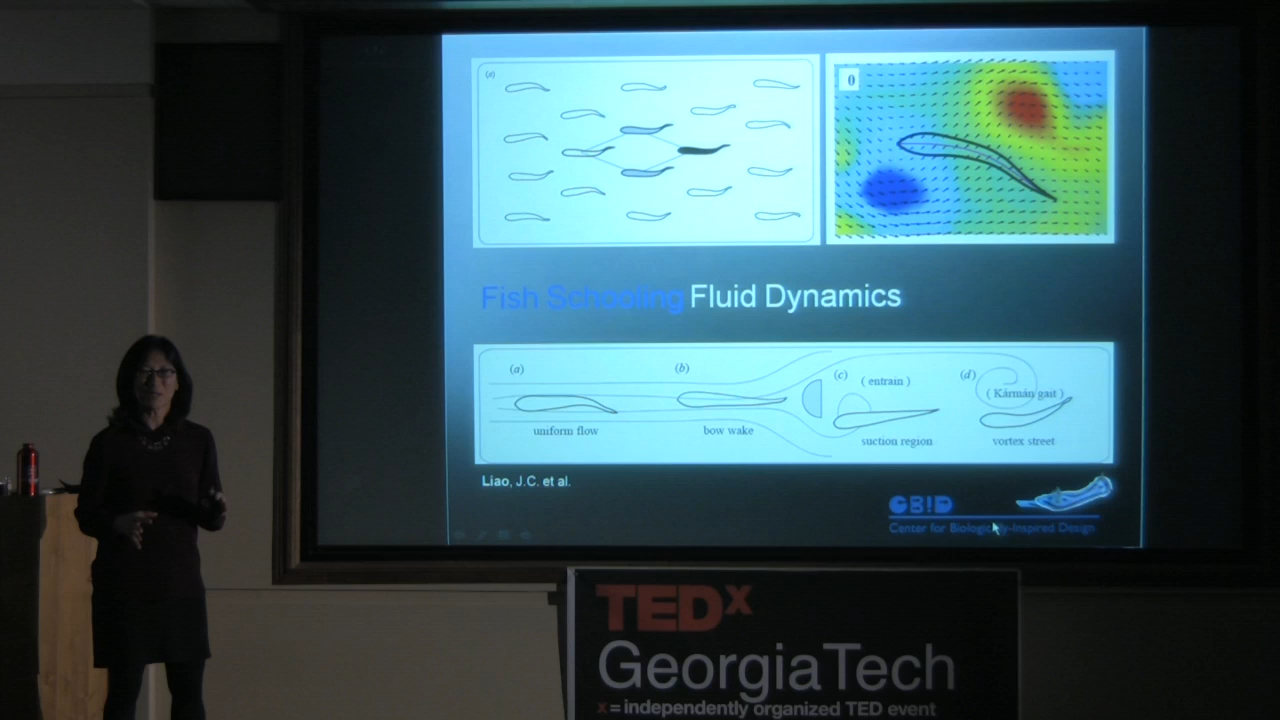 (a)
0
Fish Schooling Fluid Dynamics
(a)
(b)
(c)
(entrain)
(d)
(Kármán gait)
uniform flow
bow wake
suction region
vortex street
Liao, J.C. et al.
CBID
Center for Biologically-Inspired Design
TEDx
GeorgiaTech
x = independently organized TED event